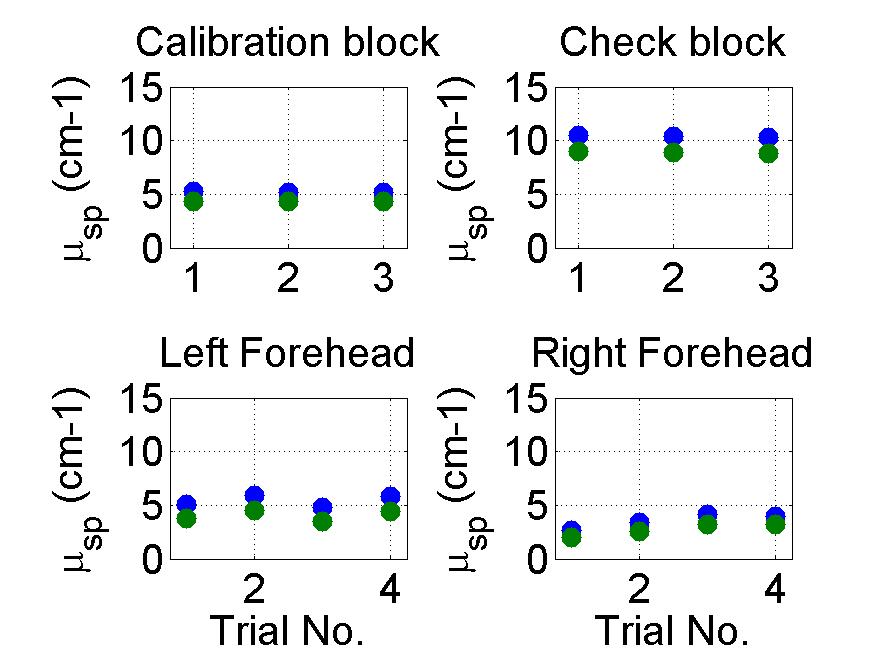 Calibration block
μsp (cm-1)
15
10
5
0
1 2 3
Check block
μsp (cm-1)
15
10
5
0
1 2 3
Left Forehead
μsp (cm-1)
15
10
5
0
2 4
Trial No.
Right Forehead
μsp (cm-1)
15
10
5
0
2 4
Trial No.